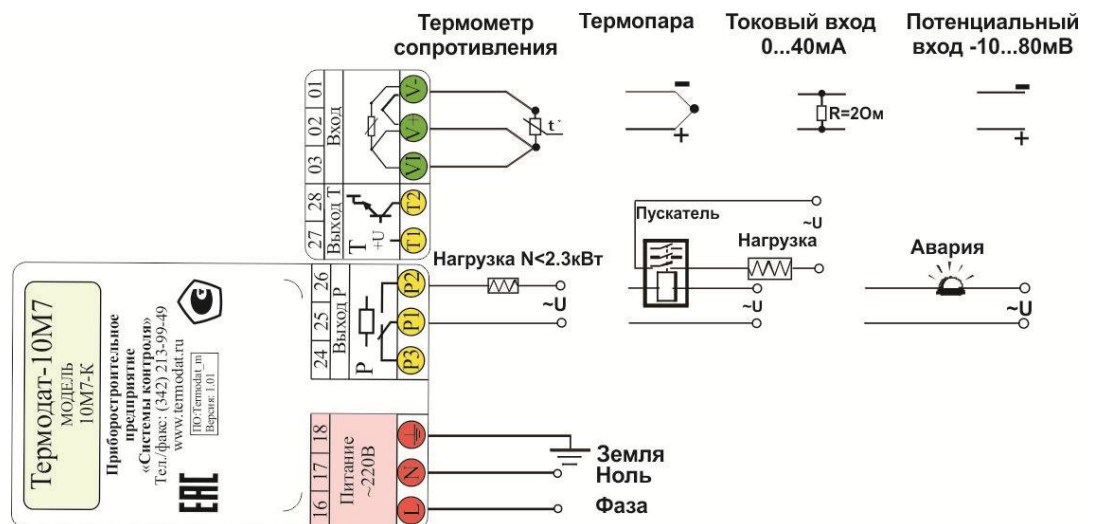 Термометр
сопротивления
Термопара
Токовый вход
0...40мА
Потенциальный
вход -10...80мВ
01
02
03
Вход
V-
V+
VI
R=2Ом
t°
28
27
Выход Т
Т
+U
T2
T1
Пускатель
~U
Нагрузка
~U
Авария
~U
Нагрузка N<2.3кВт
~U
26
25
24
Выход Р
Р
P2
P1
P3
18
17
16
Питание
~220В
N
L
Земля
Ноль
Фаза
Термодат-10М7
МОДЕЛЬ
10М7-К
Приборостроительное
предприятие
«Системы контроля»
Тел./факс: (342) 213-99-49
www.termodat.ru
ПО:Termodat_m
Версия: 1.01
ЕАС